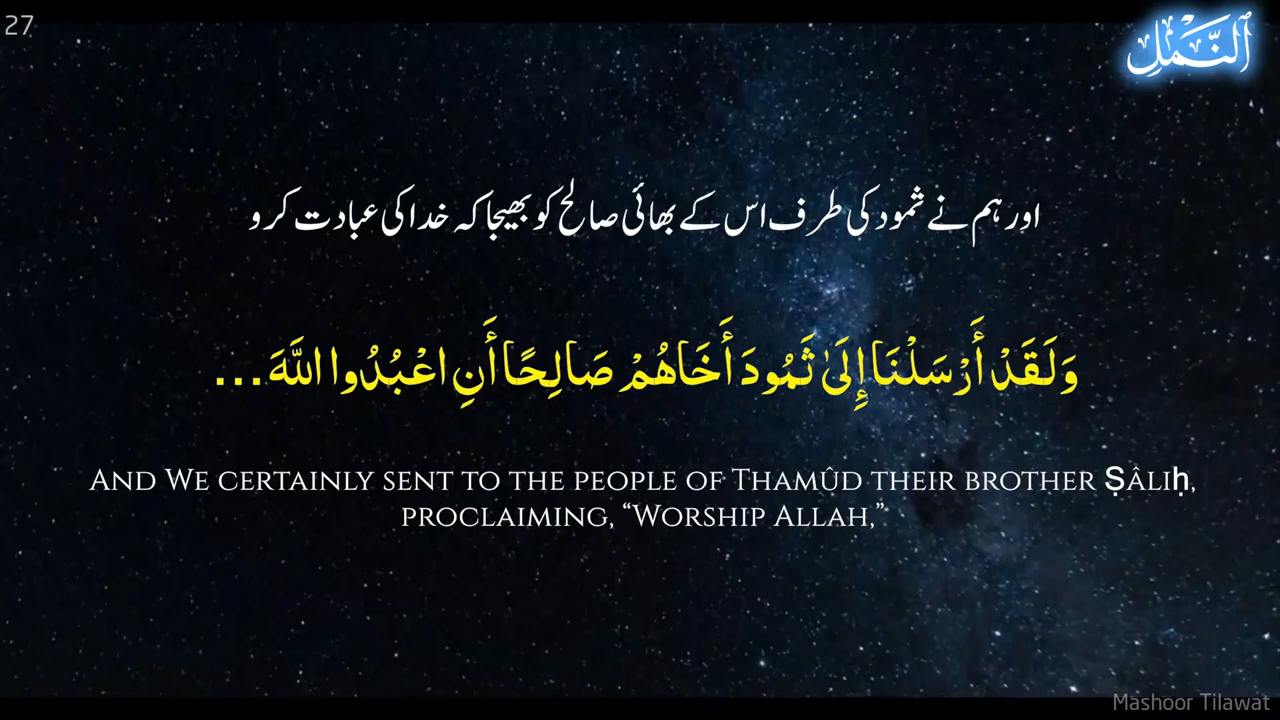 27
ٱلنَّمْلِ
اور ہم نے ثمود کی طرف اس کے بھائی صالح کو بھیجا کہ خدا کی عبادت کرو
وَلَقَدْ أَرْسَلْنَا إِلَىٰ ثَمُودَ أَخَاهُمْ صَالِحًا أَنِ اعْبُدُوا اللَّهَ...
And We certainly sent to the people of Thamûd their brother Ṣâliḥ,
proclaiming, “Worship Allah,”
Mashoor Tilawat